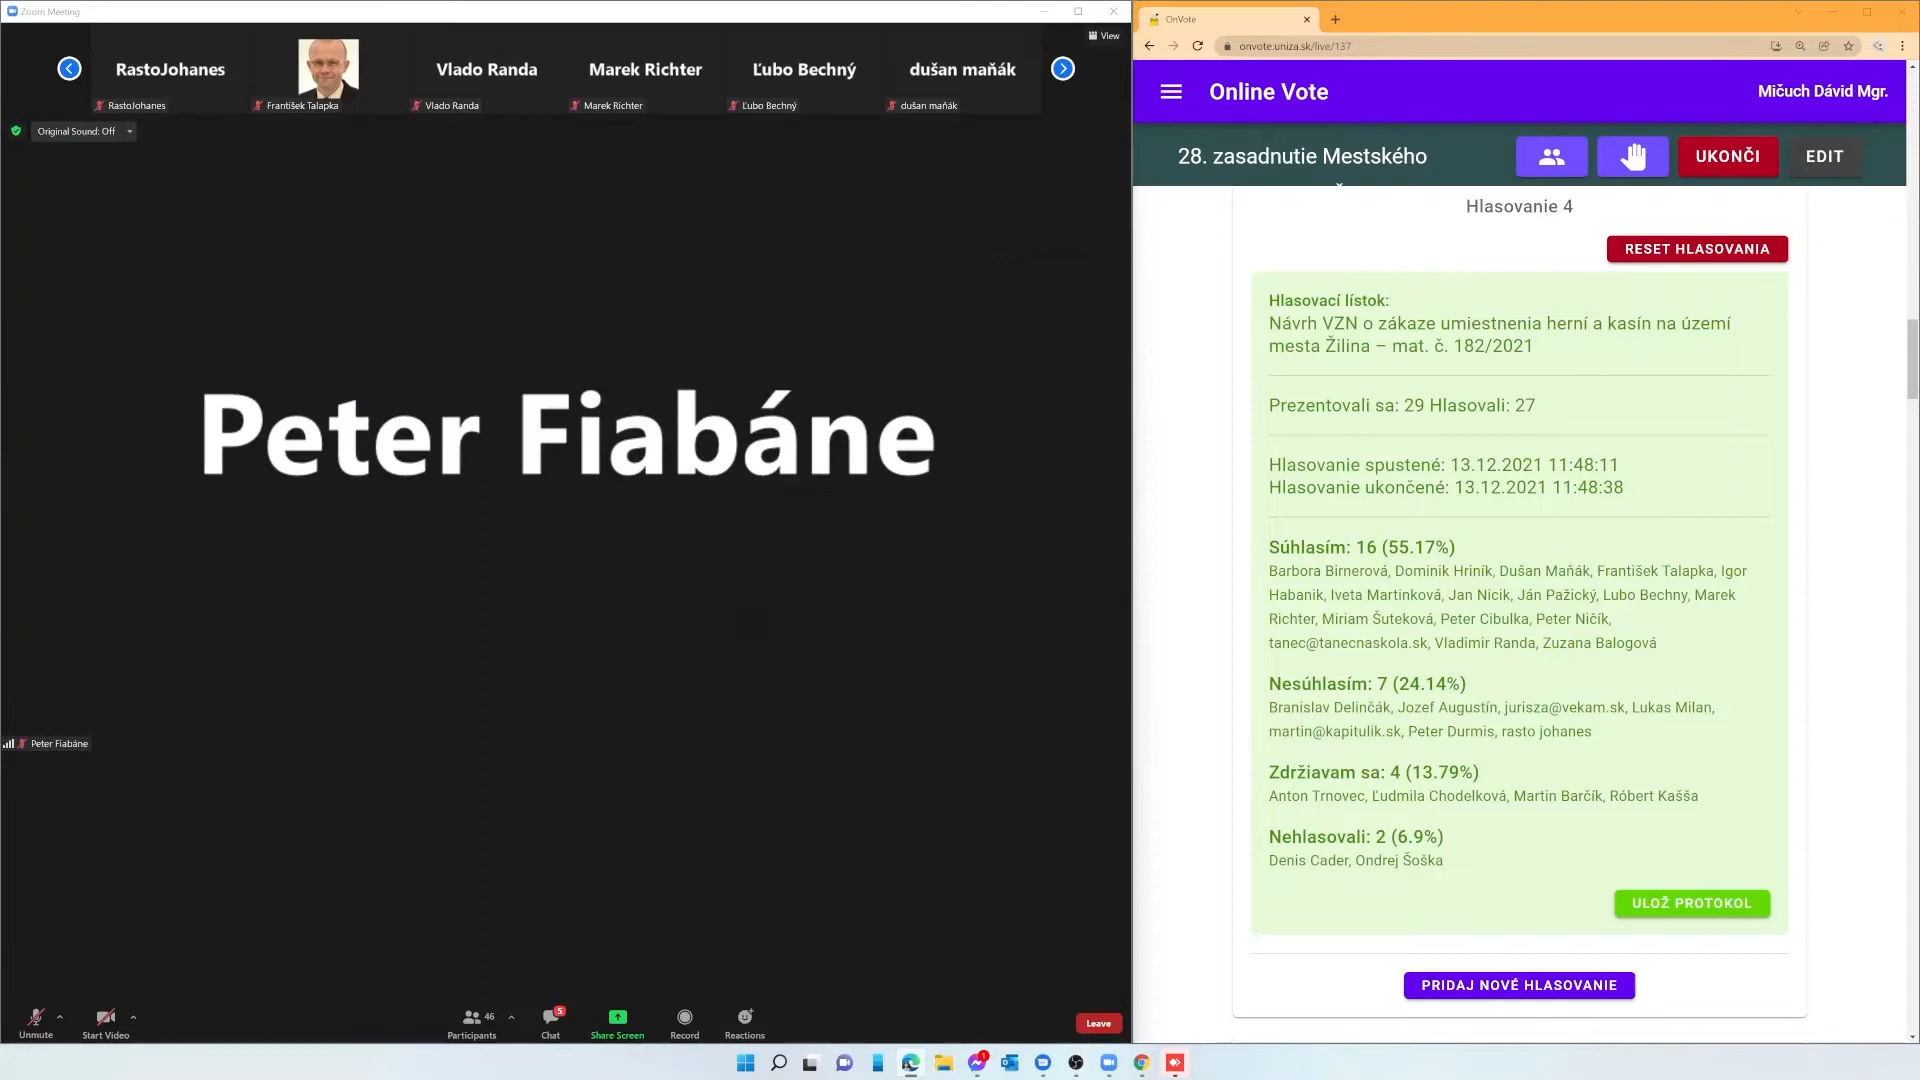 Zoom Meeting
View
RastoJohanes
Vlado Randa
Marek Richter
Ľubo Bechný
dušan maňák
RastoJohanes
František Talapka
Vlado Randa
Marek Richter
Ľubo Bechný
dušan maňák
Original Sound: Off
Peter Fiabáne
Peter Fiabáne
Unmute
Start Video
46
Participants
5
Chat
Share Screen
Record
Reactions
Leave
OnVote
onvote.uniza.sk/live/137
Online Vote
Mičuch Dávid Mgr.
28. zasadnutie Mestského
UKONČI
EDIT
Hlasovanie 4
RESET HLASOVANIA
Hlasovací lístok:
Návrh VZN o zákaze umiestnenia herní a kasín na území
mesta Žilina – mat. č. 182/2021
Prezentovali sa: 29 Hlasovali: 27
Hlasovanie spustené: 13.12.2021 11:48:11
Hlasovanie ukončené: 13.12.2021 11:48:38
Súhlasím: 16 (55.17%)
Barbora Birnerová, Dominik Hriník, Dušan Maňák, František Talapka, Igor
Habanik, Iveta Martinková, Jan Nicik, Ján Pažický, Lubo Bechny, Marek
Richter, Miriam Šuteková, Peter Cibulka, Peter Ničík,
tanec@tanecnaskola.sk, Vladimir Randa, Zuzana Balogová
Nesúhlasím: 7 (24.14%)
Branislav Delinčák, Jozef Augustín, jurisza@vekam.sk, Lukas Milan,
martin@kapitulik.sk, Peter Durmis, rasto johanes
Zdržiavam sa: 4 (13.79%)
Anton Trnovec, Ľudmila Chodelková, Martin Barčík, Róbert Kašša
Nehlasovali: 2 (6.9%)
Denis Cader, Ondrej Šoška
ULOŽ PROTOKOL
PRIDAJ NOVÉ HLASOVANIE
1